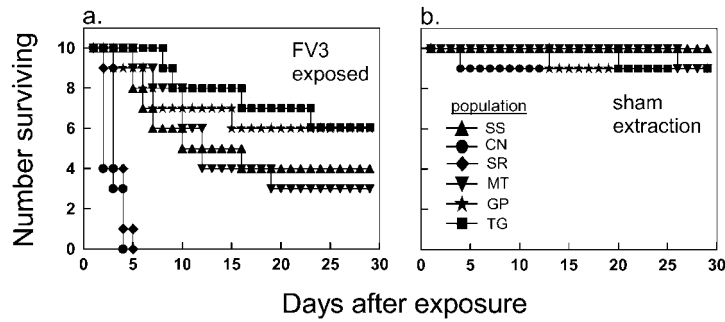 a.
b.
FV3
exposed
population
SS
CN
SR
MT
GP
TG
sham
extraction
Number surviving
10
8
6
4
2
0
0 5 10 15 20 25 30
0 5 10 15 20 25 30
Days after exposure